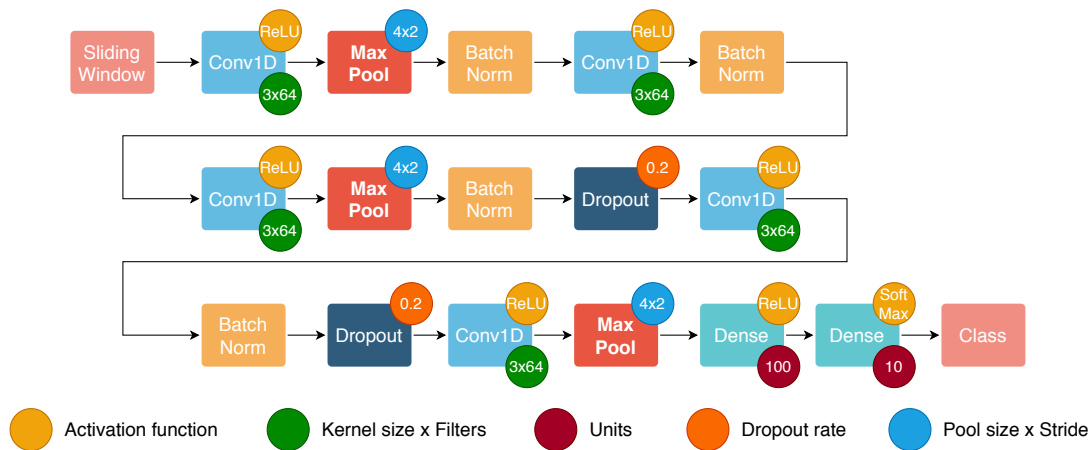 Sliding
Window
ReLU
Conv1D
3x64
4x2
Max
Pool
Batch
Norm
ReLU
Conv1D
3x64
Batch
Norm
ReLU
Conv1D
3x64
4x2
Max
Pool
Batch
Norm
0.2
Dropout
ReLU
Conv1D
3x64
Batch
Norm
0.2
Dropout
ReLU
Conv1D
3x64
4x2
Max
Pool
ReLU
Dense
100
Soft
Max
Dense
10
Class
Activation function
Kernel size x Filters
Units
Dropout rate
Pool size x Stride